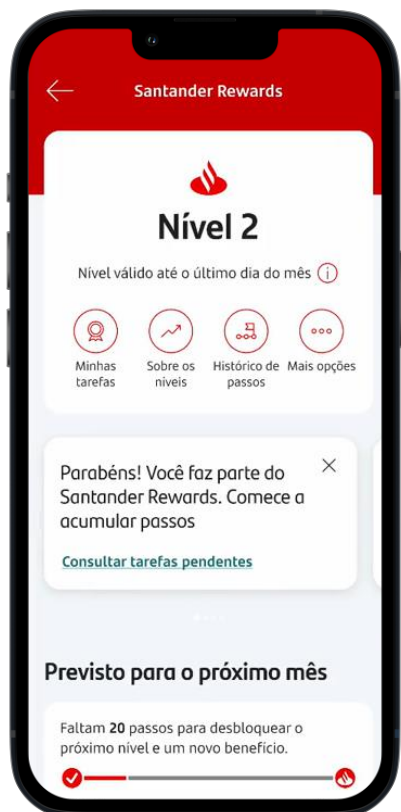 Santander Rewards
Nível 2
Nível válido até o último dia do mês
Minhas
tarefas
Sobre os
níveis
Histórico de
passos
Mais opções
Parabéns! Você faz parte do
Santander Rewards. Comece a
acumular passos
Consultar tarefas pendentes
Previsto para o próximo mês
Faltam 20 passos para desbloquear o
próximo nível e um novo benefício.